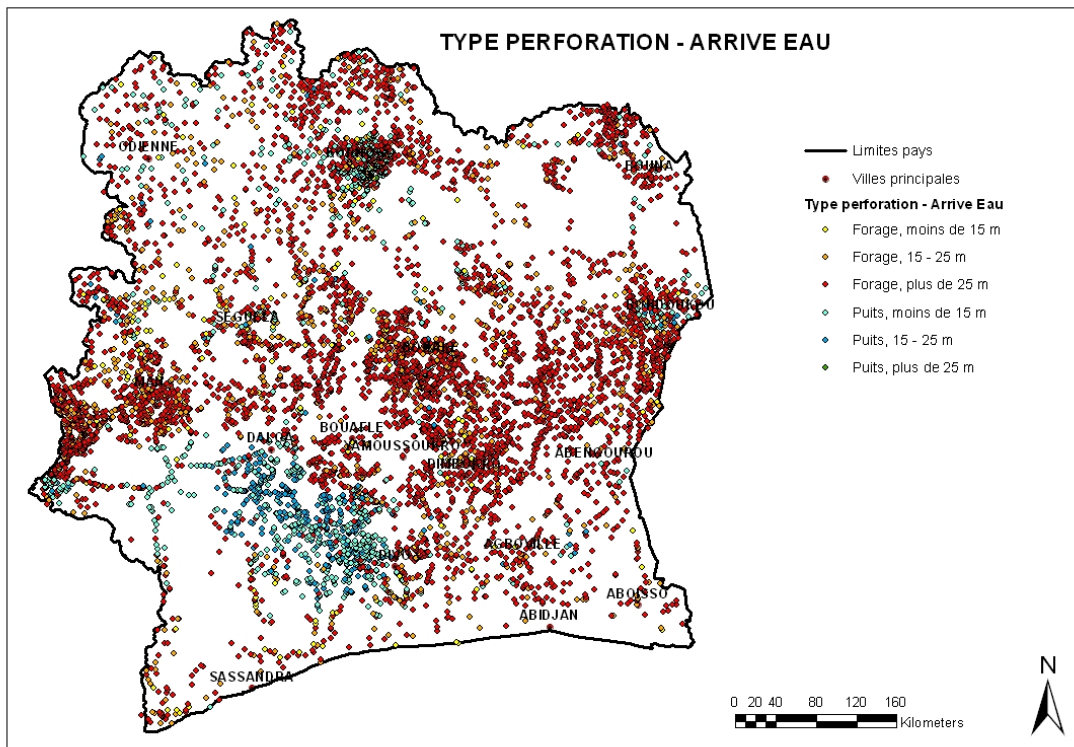 TYPE PERFORATION - ARRIVE EAU
ODIENNE
BOUNA
SEGUELA
MAN
BOUAFLE
DALOA
YAMOUSSOUKRO
DIMBOKRO
ABENGOUROU
AGBOVILLE
ABOISSO
ABIDJAN
SASSANDRA
Limites pays
Villes principales
Type perforation - Arrive Eau
Forage, moins de 15 m
Forage, 15 - 25 m
Forage, plus de 25 m
Puits, moins de 15 m
Puits, 15 - 25 m
Puits, plus de 25 m
N
0 20 40 80 120 160
Kilometers